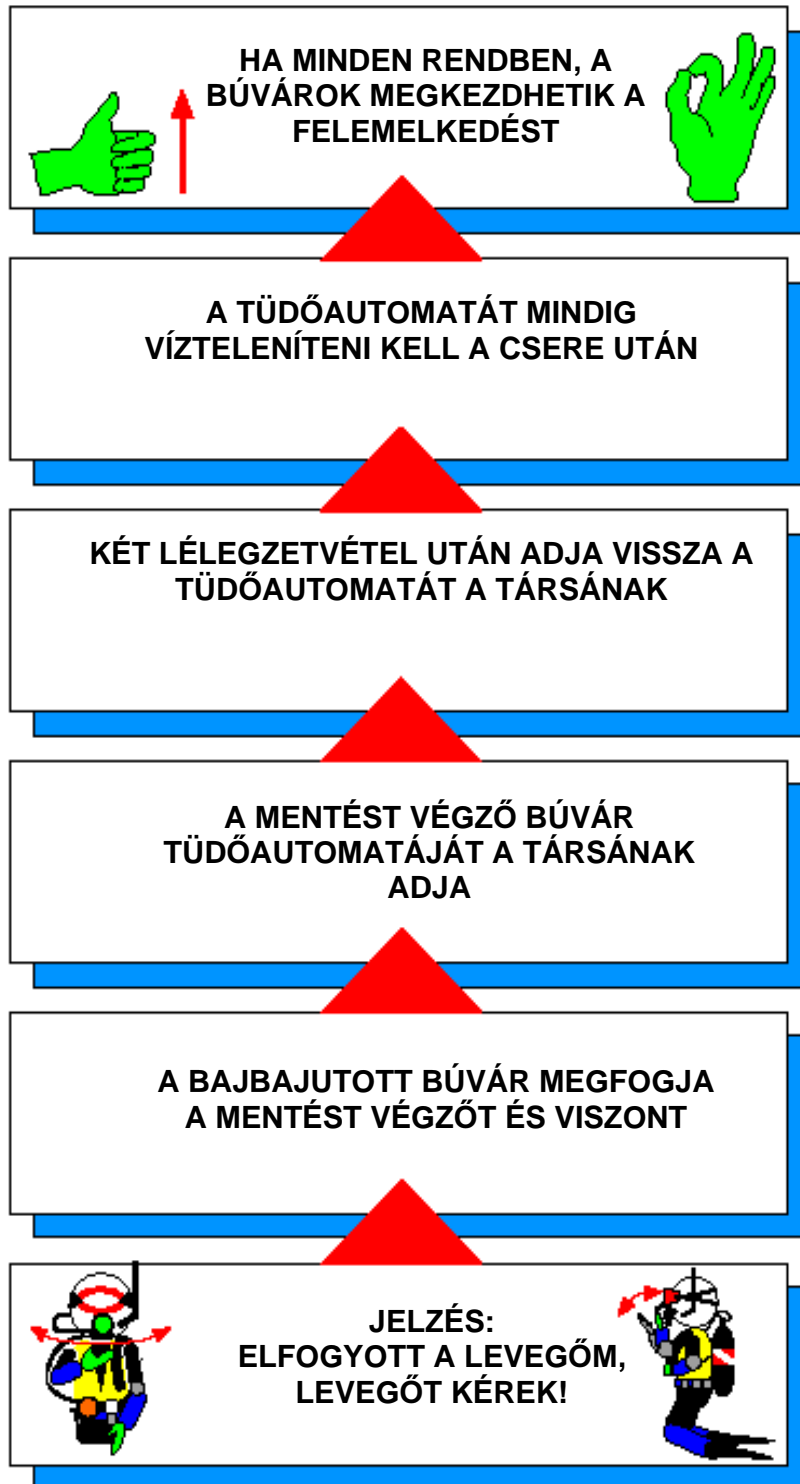 HA MINDEN RENDBEN, A
BÚVÁROK MEGKEZDHETIK A
FELEMELKEDÉST
A TÜDŐAUTOMATÁT MINDIG
VÍZTELENÍTENI KELL A CSERE UTÁN
KÉT LÉLEGZETVÉTEL UTÁN ADJA VISSZA A
TÜDŐAUTOMATÁT A TÁRSÁNAK
A MENTÉST VÉGZŐ BÚVÁR
TÜDŐAUTOMATÁJÁT A TÁRSÁNAK
ADJA
A BAJBAJUTOTT BÚVÁR MEGFOGJA
A MENTÉST VÉGZŐT ÉS VISZONT
JELZÉS:
ELFOGYOTT A LEVEGŐM,
LEVEGŐT KÉREK!